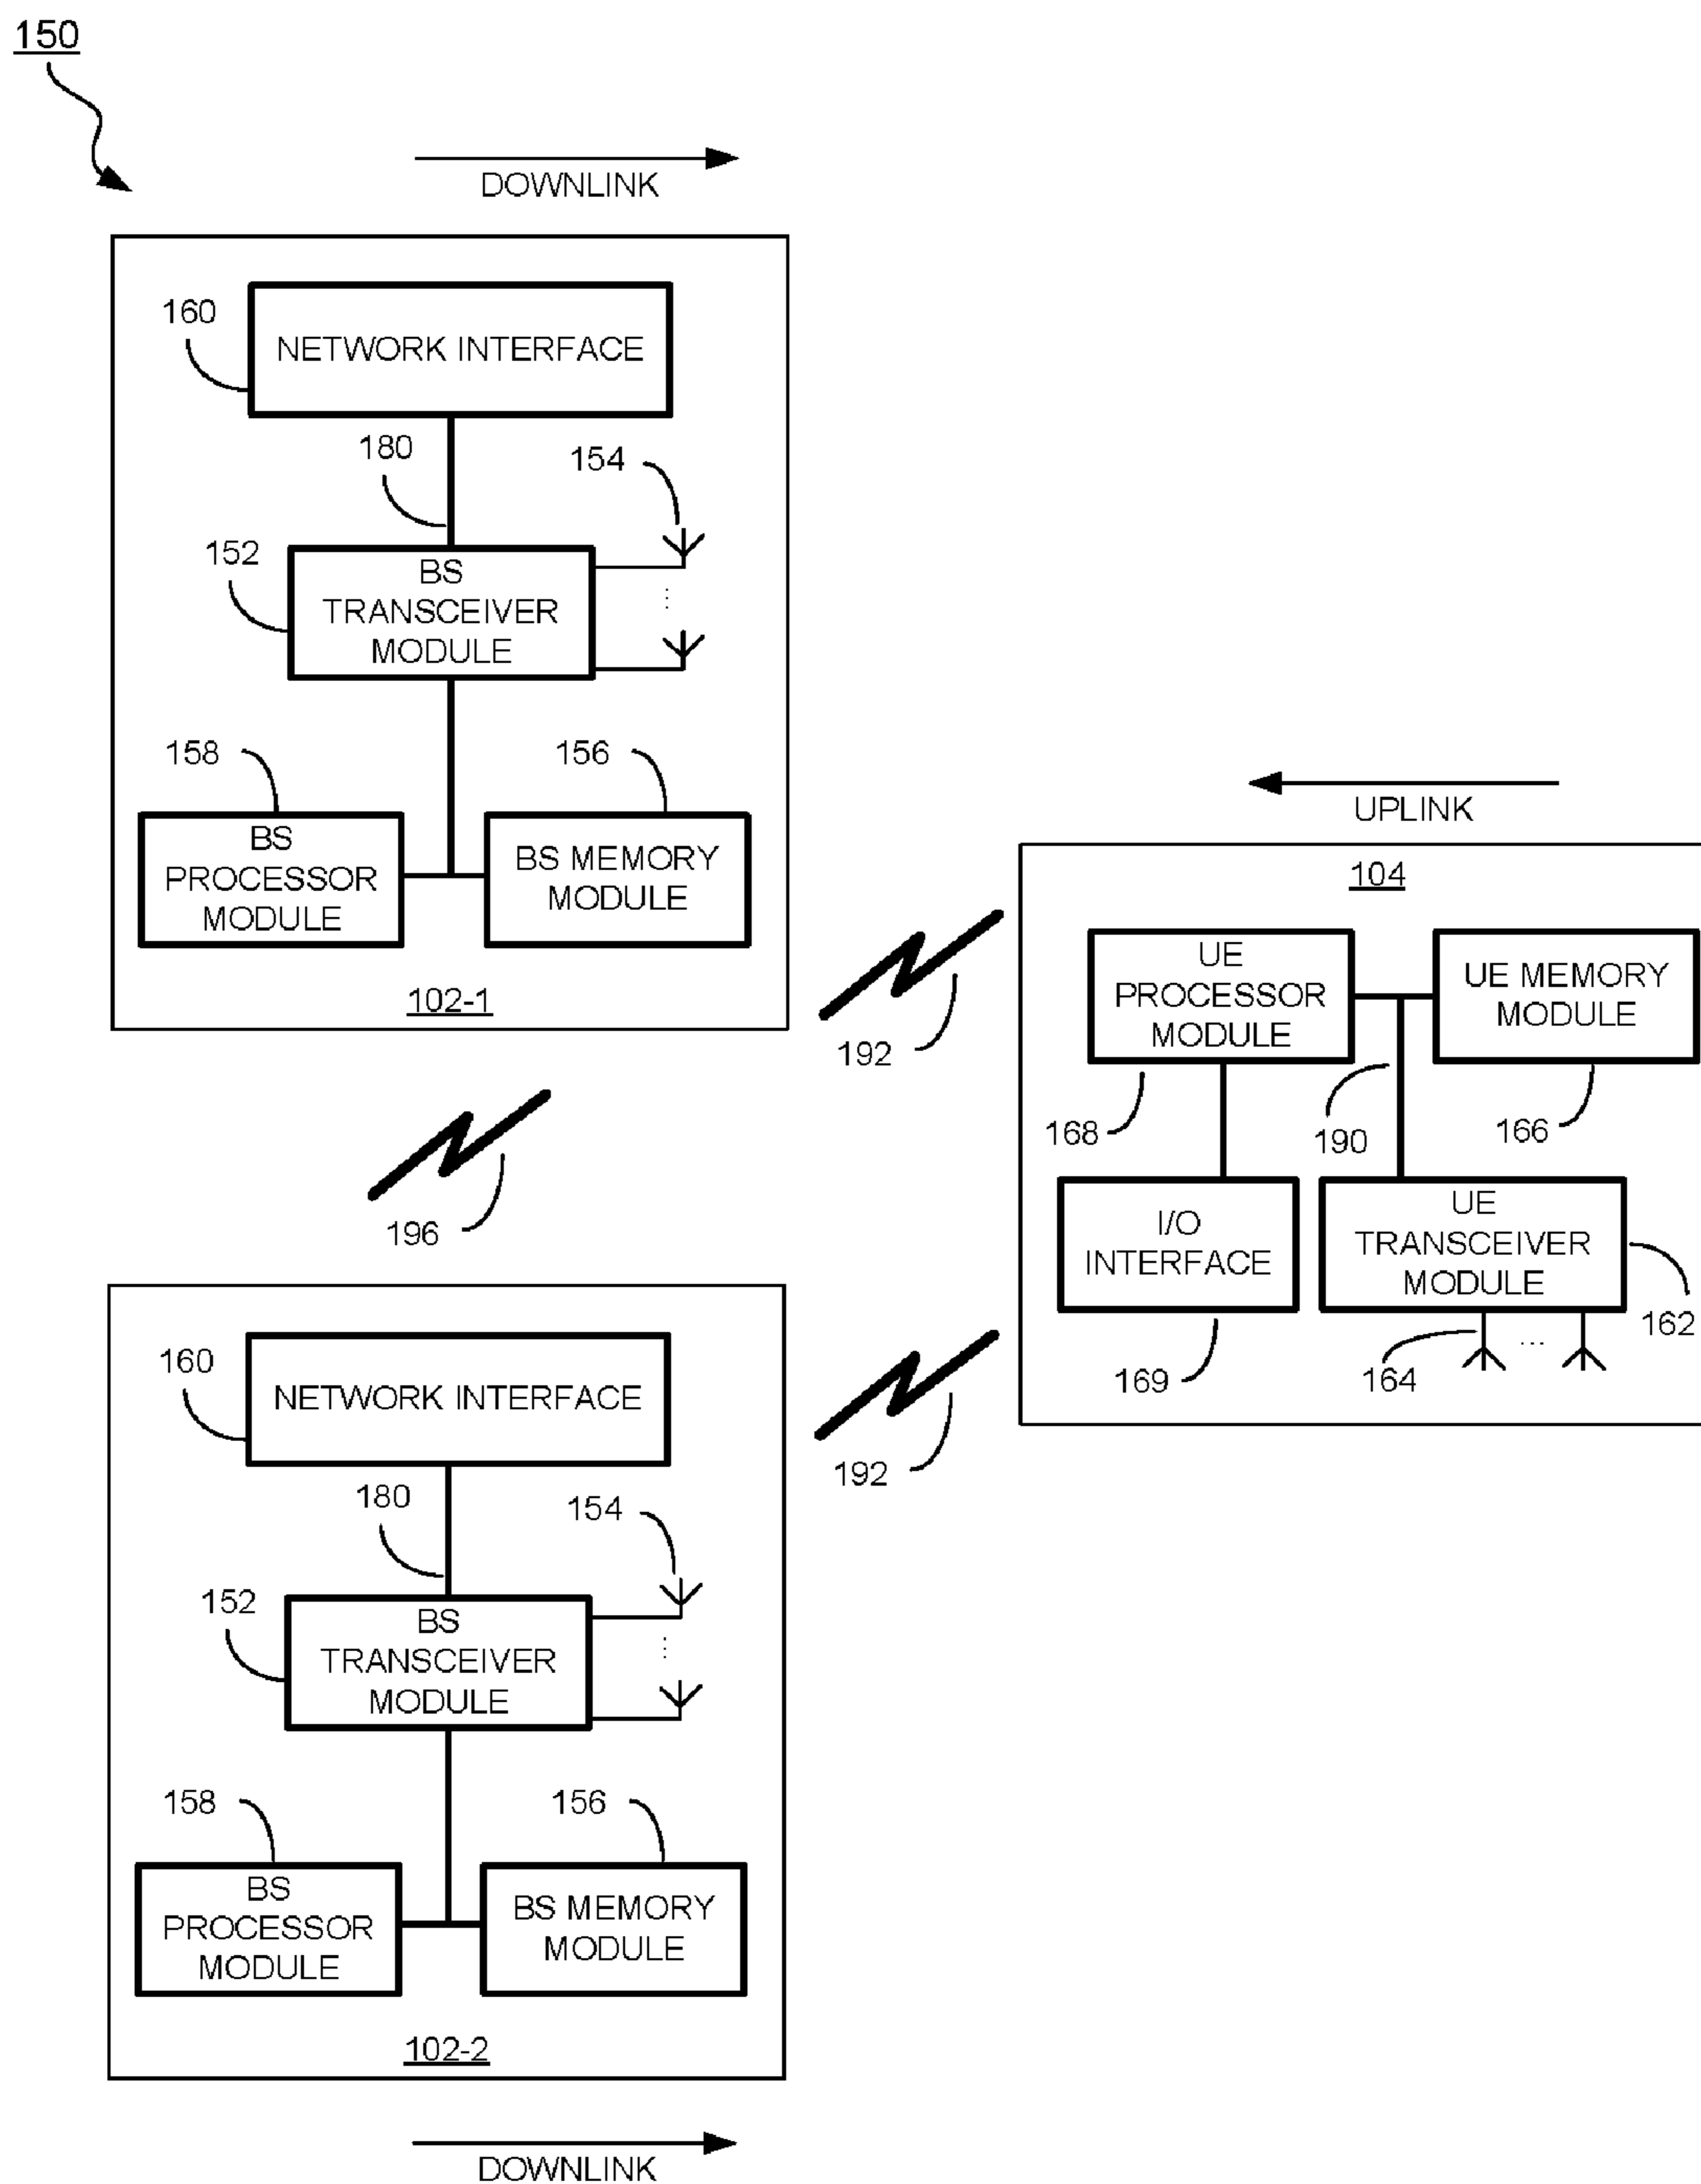 150
DOWNLINK
160
NETWORK INTERFACE
180
154
152
BS
TRANSCEIVER
MODULE
...
158
156
BS
PROCESSOR
MODULE
BS MEMORY
MODULE
102-1
192
196
UPLINK
104
UE
PROCESSOR
MODULE
UE MEMORY
MODULE
168
190
166
I/O
INTERFACE
UE
TRANSCEIVER
MODULE
162
169
164
...
192
160
NETWORK INTERFACE
180
154
152
BS
TRANSCEIVER
MODULE
...
158
156
BS
PROCESSOR
MODULE
BS MEMORY
MODULE
102-2
DOWNLINK